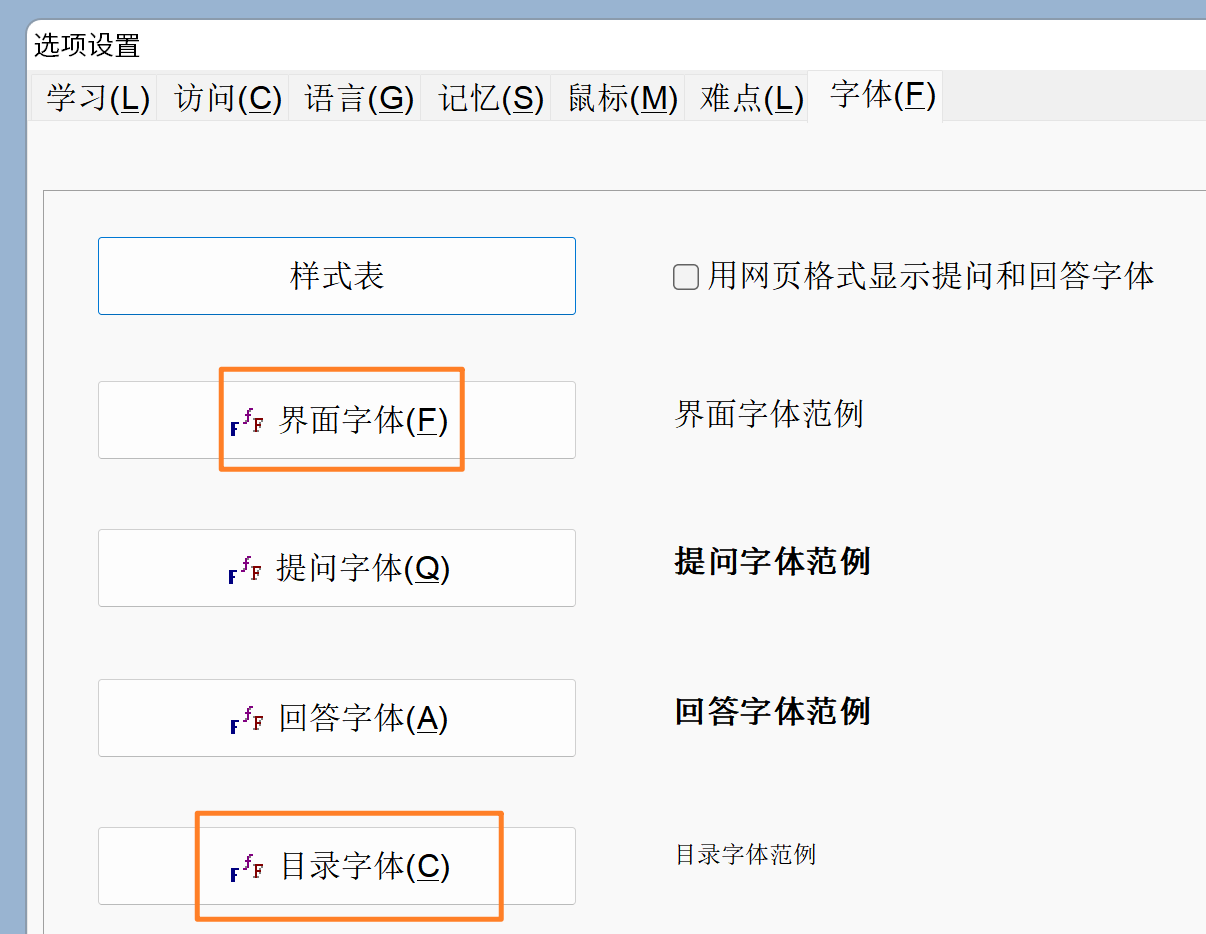 选项设置
学习(L) 访问(C) 语言(G) 记忆(S) 鼠标(M) 难点(L) 字体(F)
样式表 用网页格式显示提问和回答字体
界面字体(F) 界面字体范例
提问字体(Q) 提问字体范例
回答字体(A) 回答字体范例
目录字体(C) 目录字体范例